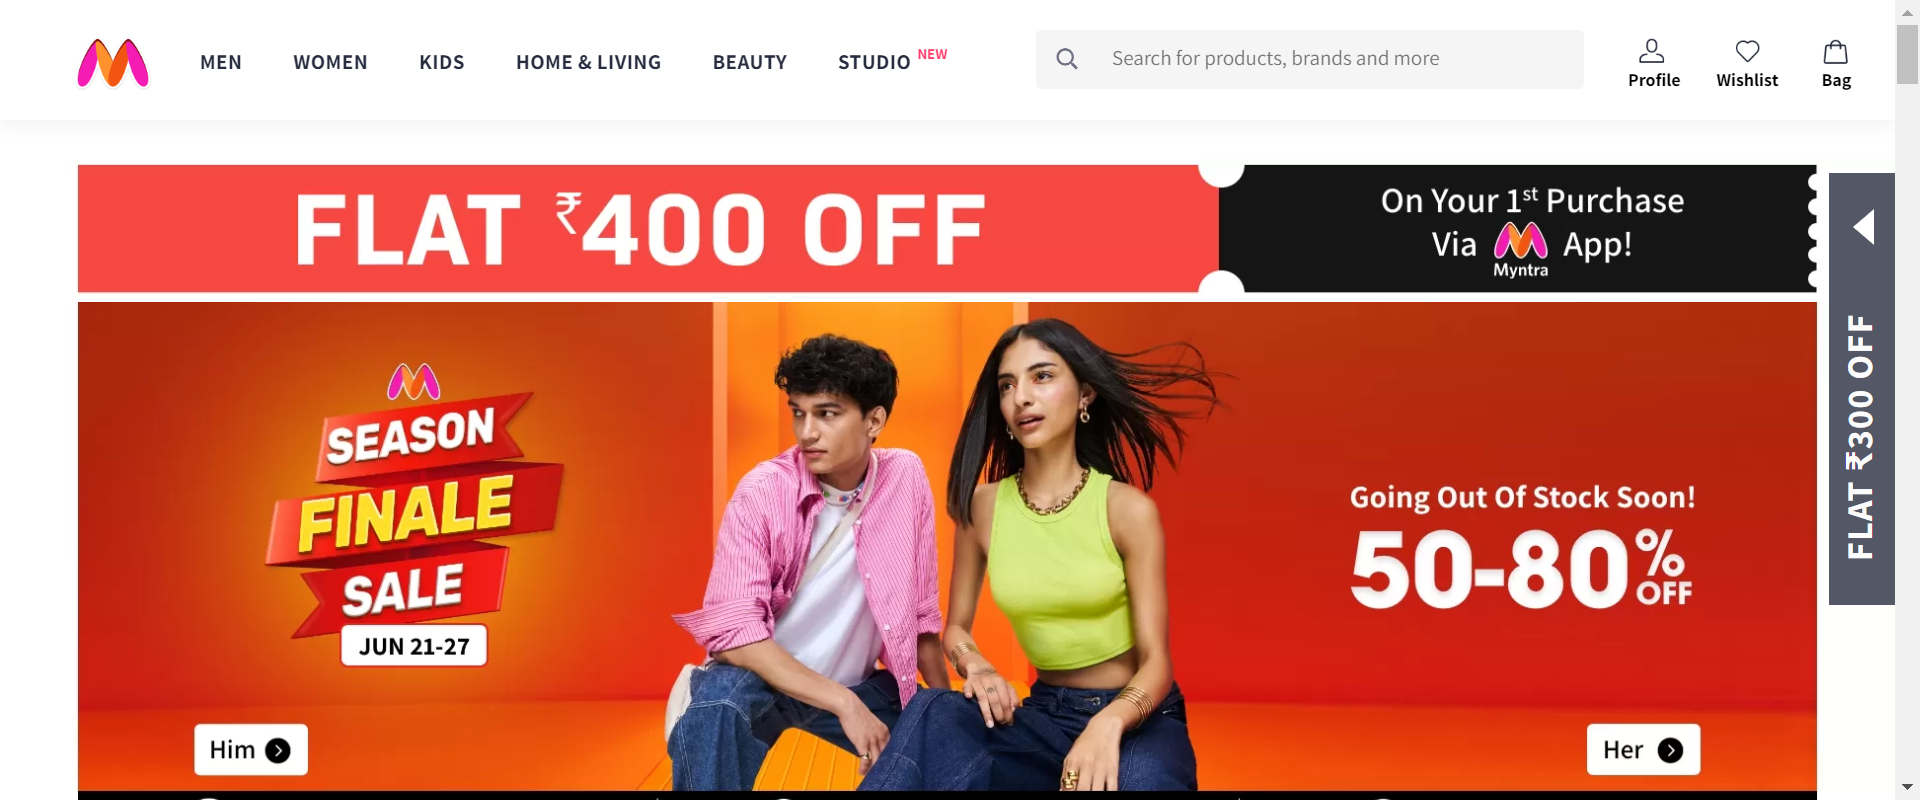 MEN WOMEN KIDS HOME & LIVING BEAUTY STUDIO NEW
Search for products, brands and more
Profile Wishlist Bag
FLAT ₹400 OFF
On Your 1st Purchase
Via Myntra App!
FLAT ₹300 OFF
SEASON
FINALE
SALE
JUN 21-27
Going Out Of Stock Soon!
50-80% OFF
Him
Her